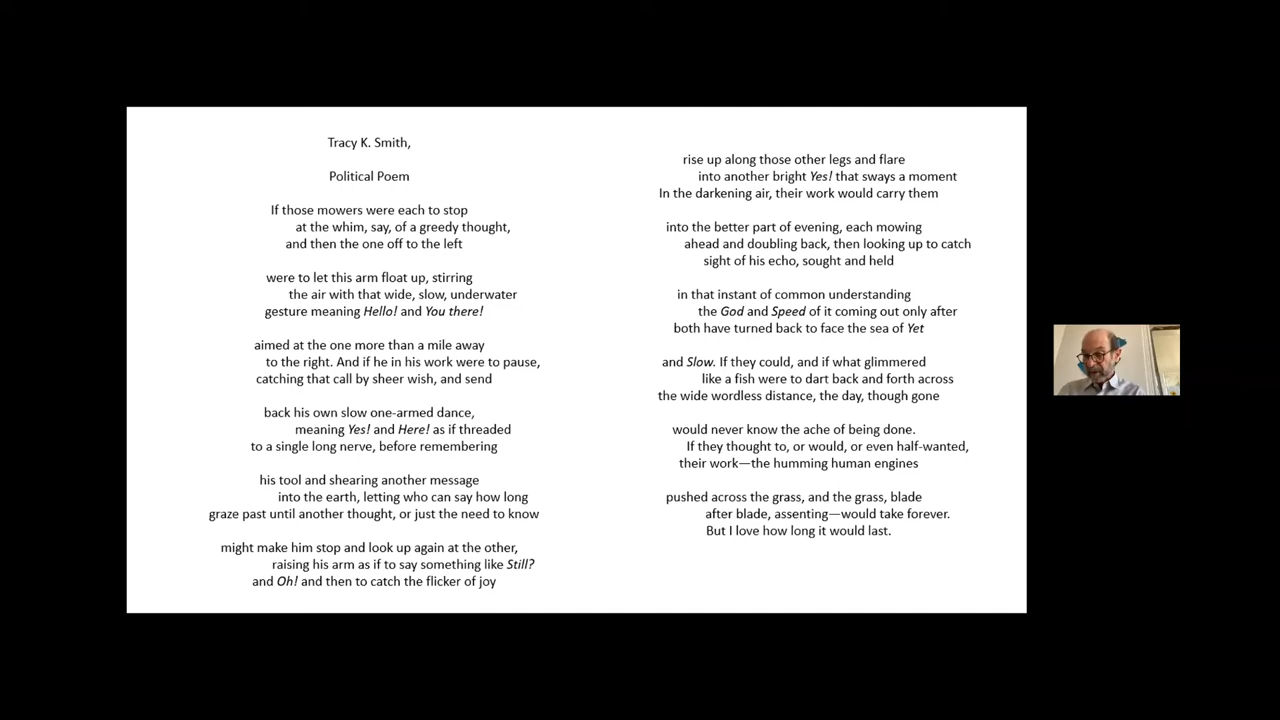 Tracy K. Smith,
Political Poem
If those mowers were each to stop
at the whim, say, of a greedy thought,
and then the one off to the left
were to let this arm float up, stirring
the air with that wide, slow, underwater
gesture meaning Hello! and You there!
aimed at the one more than a mile away
to the right. And if he in his work were to pause,
catching that call by sheer wish, and send
back his own slow one-armed dance,
meaning Yes! and Here! as if threaded
to a single long nerve, before remembering
his tool and shearing another message
into the earth, letting who can say how long
graze past until another thought, or just the need to know
might make him stop and look up again at the other,
raising his arm as if to say something like Still?
and Oh! and then to catch the flicker of joy
rise up along those other legs and flare
into another bright Yes! that sways a moment
In the darkening air, their work would carry them
into the better part of evening, each mowing
ahead and doubling back, then looking up to catch
sight of his echo, sought and held
in that instant of common understanding
the God and Speed of it coming out only after
both have turned back to face the sea of Yet
and Slow. If they could, and if what glimmered
like a fish were to dart back and forth across
the wide wordless distance, the day, though gone
would never know the ache of being done.
If they thought to, or would, or even half-wanted,
their work—the humming human engines
pushed across the grass, and the grass, blade
after blade, assenting—would take forever.
But I love how long it would last.